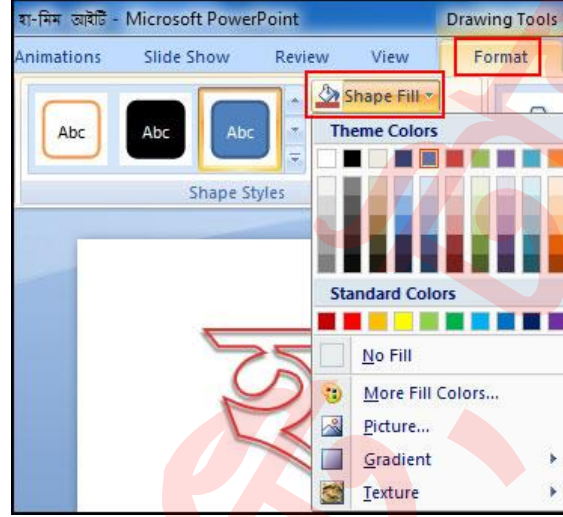 হা-মিম আইটি - Microsoft PowerPoint
Drawing Tools
Animations Slide Show Review View Format
Shape Fill
Abc Abc Abc
Theme Colors
Shape Styles
Standard Colors
No Fill
More Fill Colors...
Picture...
Gradient
Texture